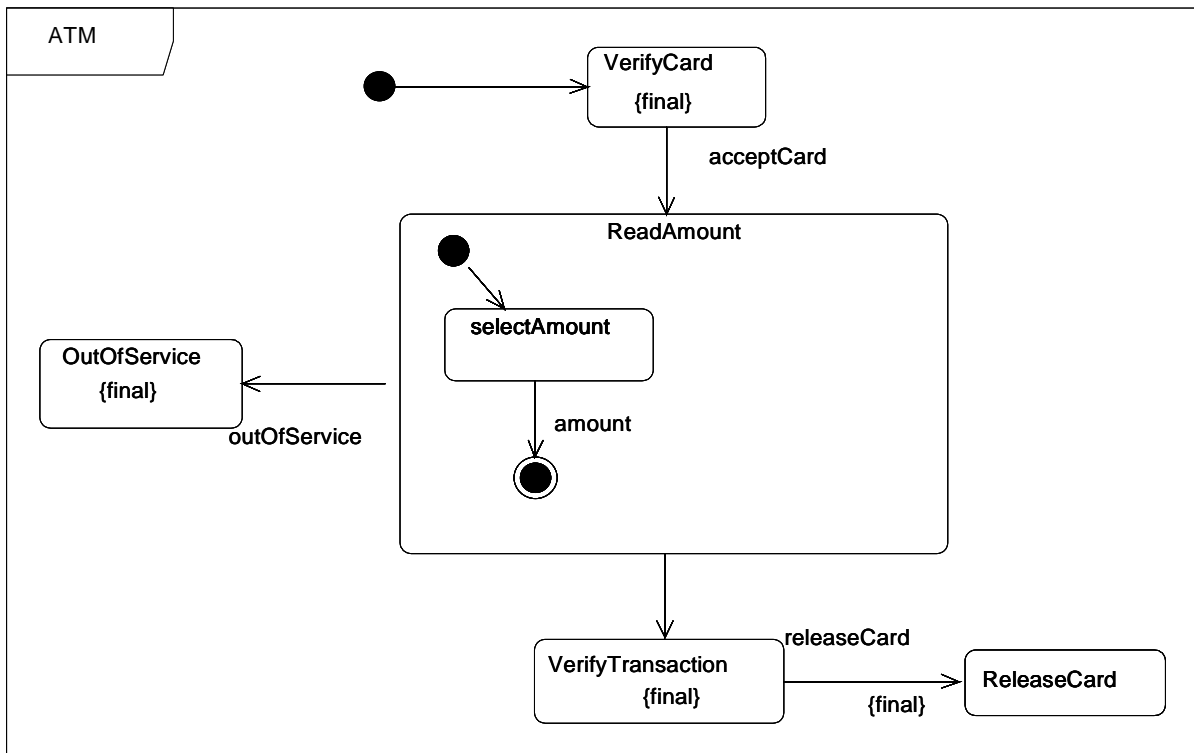 ATM
VerifyCard
{final}
acceptCard
ReadAmount
selectAmount
OutOfService
{final}
outOfService
amount
releaseCard
VerifyTransaction
{final}
{final}
ReleaseCard